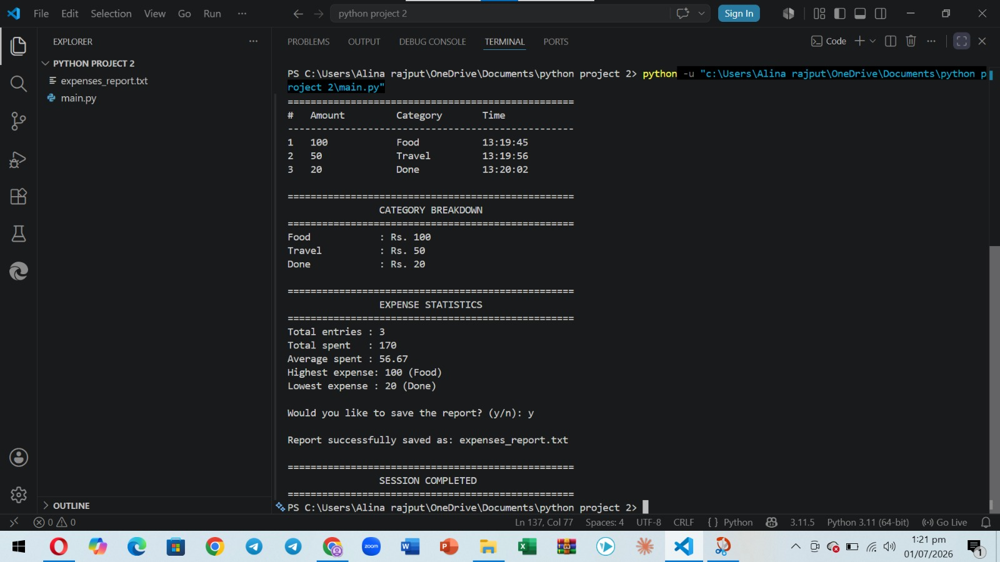 File Edit Selection View Go Run ···
python project 2
Sign In
EXPLORER ···
PROBLEMS OUTPUT DEBUG CONSOLE TERMINAL PORTS
Code
PYTHON PROJECT 2
expenses_report.txt
main.py
PS C:\Users\Alina rajput\OneDrive\Documents\python project 2> python -u "c:\Users\Alina rajput\OneDrive\Documents\python p
roject 2\main.py"
==================================================
#   Amount         Category       Time
--------------------------------------------------
1   100            Food           13:19:45
2   50             Travel         13:19:56
3   20             Done           13:20:02
==================================================
CATEGORY BREAKDOWN
==================================================
Food            : Rs. 100
Travel          : Rs. 50
Done            : Rs. 20
==================================================
EXPENSE STATISTICS
==================================================
Total entries : 3
Total spent   : 170
Average spent : 56.67
Highest expense: 100 (Food)
Lowest expense : 20 (Done)
Would you like to save the report? (y/n): y
Report successfully saved as: expenses_report.txt
==================================================
SESSION COMPLETED
==================================================
PS C:\Users\Alina rajput\OneDrive\Documents\python project 2>
OUTLINE
0 0
Ln 137, Col 77 Spaces: 4 UTF-8 CRLF { } Python 3.11.5 Python 3.11 (64-bit) Go Live
zoom
W P X
1:21 pm
01/07/2026
1